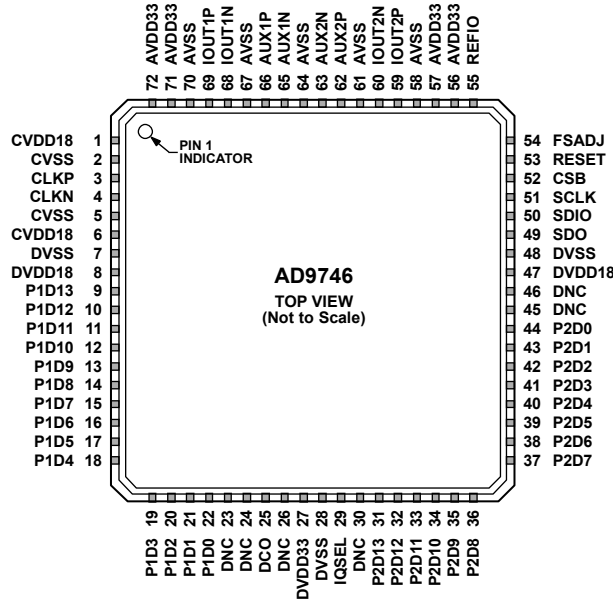 72 AVDD33
71 AVDD33
70 AVSS
69 IOUT1P
68 IOUT1N
67 AVSS
66 AUX1P
65 AUX1N
64 AVSS
63 AUX2N
62 AUX2P
61 AVSS
60 IOUT2N
59 IOUT2P
58 AVSS
57 AVDD33
56 AVDD33
55 REFIO
CVDD18 1
CVSS 2
CLKP 3
CLKN 4
CVSS 5
CVDD18 6
DVSS 7
DVDD18 8
P1D13 9
P1D12 10
P1D11 11
P1D10 12
P1D9 13
P1D8 14
P1D7 15
P1D6 16
P1D5 17
P1D4 18
PIN 1
INDICATOR
AD9746
TOP VIEW
(Not to Scale)
54 FSADJ
53 RESET
52 CSB
51 SCLK
50 SDIO
49 SDO
48 DVSS
47 DVDD18
46 DNC
45 DNC
44 P2D0
43 P2D1
42 P2D2
41 P2D3
40 P2D4
39 P2D5
38 P2D6
37 P2D7
P1D3 19
P1D2 20
P1D1 21
P1D0 22
DNC 23
DNC 24
DCO 25
DNC 26
DVDD33 27
DVSS 28
IQSEL 29
DNC 30
P2D13 31
P2D12 32
P2D11 33
P2D10 34
P2D9 35
P2D8 36